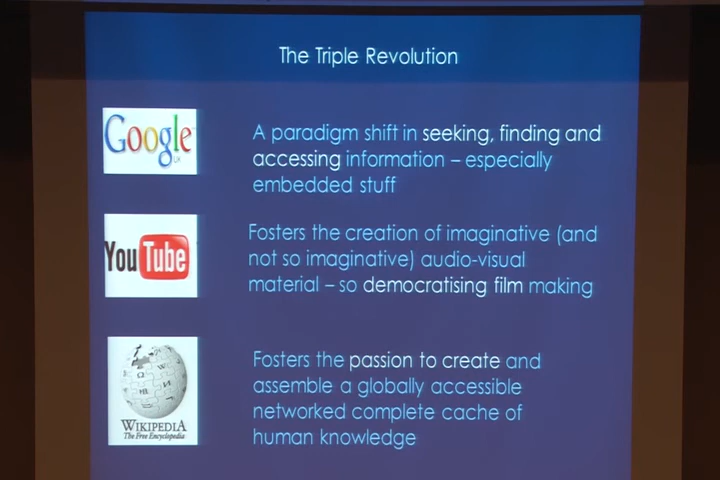 The Triple Revolution
Google
UK
A paradigm shift in seeking, finding and
accessing information – especially
embedded stuff
YouTube
Fosters the creation of imaginative (and
not so imaginative) audio-visual
material – so democratising film making
WIKIPEDIA
The Free Encyclopedia
Fosters the passion to create and
assemble a globally accessible
networked complete cache of
human knowledge